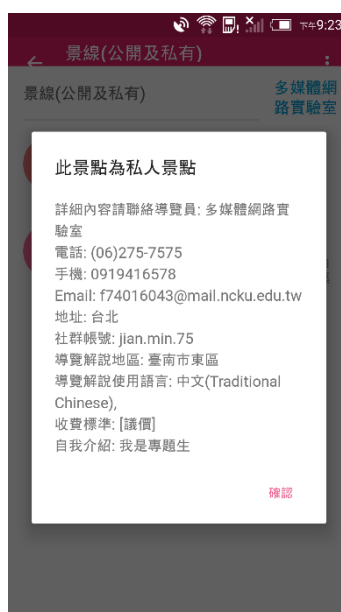 下午9:23
景線(公開及私有)
景線(公開及私有)
多媒體網
路實驗室
此景點為私人景點
詳細內容請聯絡導覽員: 多媒體網路實
驗室
電話: (06)275-7575
手機: 0919416578
Email: f74016043@mail.ncku.edu.tw
地址: 台北
社群帳號: jian.min.75
導覽解說地區: 臺南市東區
導覽解說使用語言: 中文(Traditional
Chinese),
收費標準: [議價]
自我介紹: 我是專題生
確認